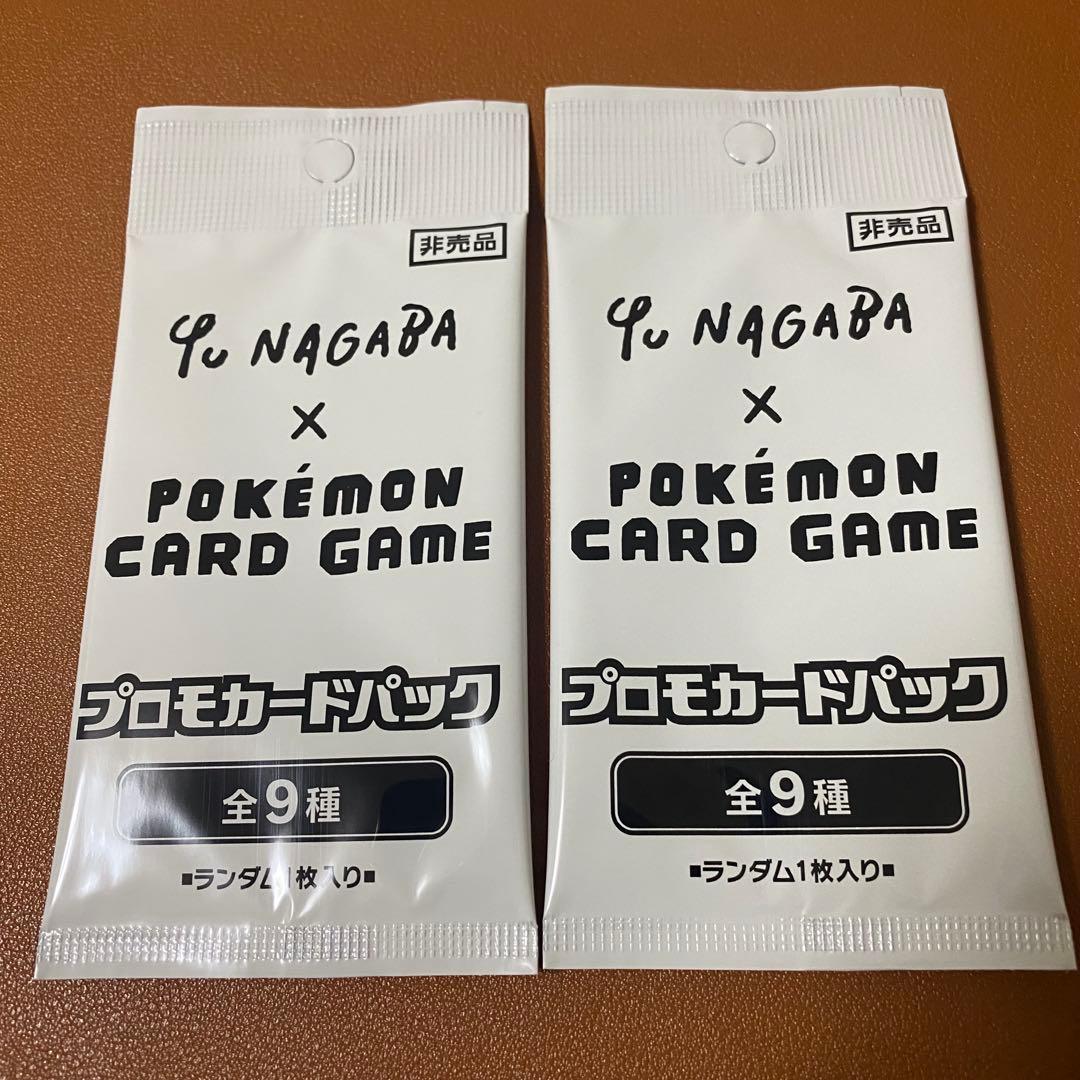 非売品
Yu NAGABA
×
POKÉMON
CARD GAME
プロモカードパック
全9種
■ランダム1枚入り■
非売品
Yu NAGABA
×
POKÉMON
CARD GAME
プロモカードパック
全9種
■ランダム1枚入り■